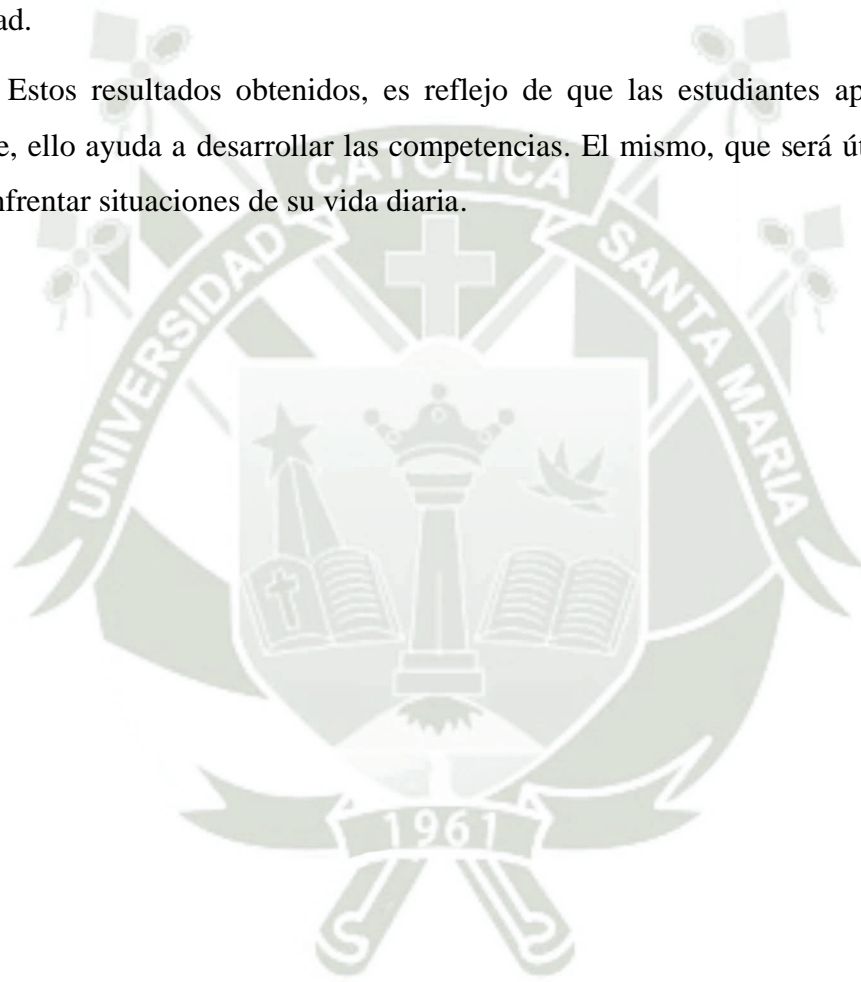 ad.
Estos resultados obtenidos, es reflejo de que las estudiantes ap
e, ello ayuda a desarrollar las competencias. El mismo, que será út
nfrentar situaciones de su vida diaria.
UNIVERSIDAD CATOLICA SANTA MARIA
1961